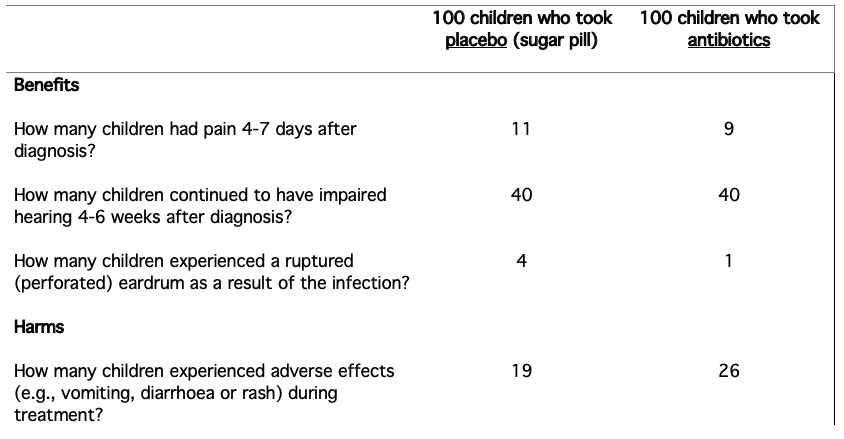 100 children who took placebo (sugar pill)
100 children who took antibiotics
Benefits
How many children had pain 4-7 days after
diagnosis?
11
9
How many children continued to have impaired
hearing 4-6 weeks after diagnosis?
40
40
How many children experienced a ruptured
(perforated) eardrum as a result of the infection?
4
1
Harms
How many children experienced adverse effects
(e.g., vomiting, diarrhoea or rash) during
treatment?
19
26